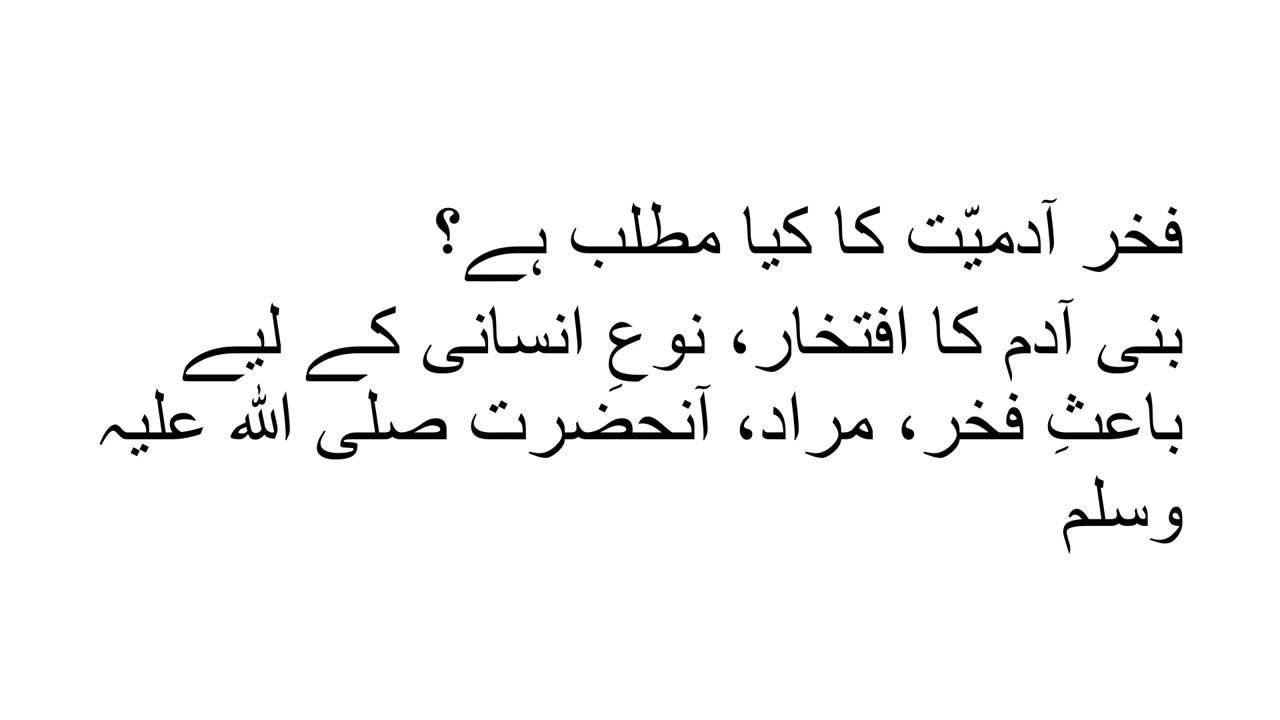 فخر آدمیّت کا کیا مطلب ہے؟
بنی آدم کا افتخار، نوعِ انسانی کے لیے
باعثِ فخر، مراد، آنحضرت صلی اللہ علیہ
وسلم